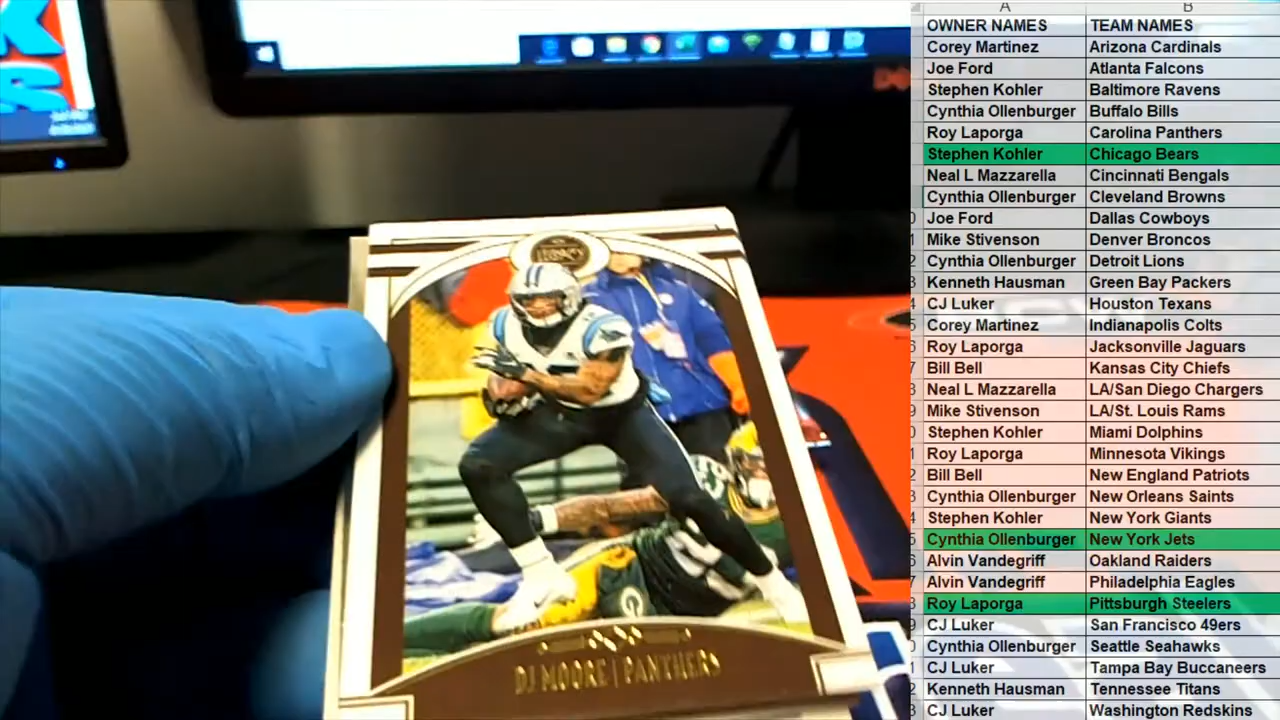 LEGACY
DJ MOORE | PANTHERS
A B
OWNER NAMES TEAM NAMES
Corey Martinez Arizona Cardinals
Joe Ford Atlanta Falcons
Stephen Kohler Baltimore Ravens
Cynthia Ollenburger Buffalo Bills
Roy Laporga Carolina Panthers
Stephen Kohler Chicago Bears
Neal L Mazzarella Cincinnati Bengals
Cynthia Ollenburger Cleveland Browns
Joe Ford Dallas Cowboys
Mike Stivenson Denver Broncos
Cynthia Ollenburger Detroit Lions
Kenneth Hausman Green Bay Packers
CJ Luker Houston Texans
Corey Martinez Indianapolis Colts
Roy Laporga Jacksonville Jaguars
Bill Bell Kansas City Chiefs
Neal L Mazzarella LA/San Diego Chargers
Mike Stivenson LA/St. Louis Rams
Stephen Kohler Miami Dolphins
Roy Laporga Minnesota Vikings
Bill Bell New England Patriots
Cynthia Ollenburger New Orleans Saints
Stephen Kohler New York Giants
Cynthia Ollenburger New York Jets
Alvin Vandegriff Oakland Raiders
Alvin Vandegriff Philadelphia Eagles
Roy Laporga Pittsburgh Steelers
CJ Luker San Francisco 49ers
Cynthia Ollenburger Seattle Seahawks
CJ Luker Tampa Bay Buccaneers
Kenneth Hausman Tennessee Titans
CJ Luker Washington Redskins